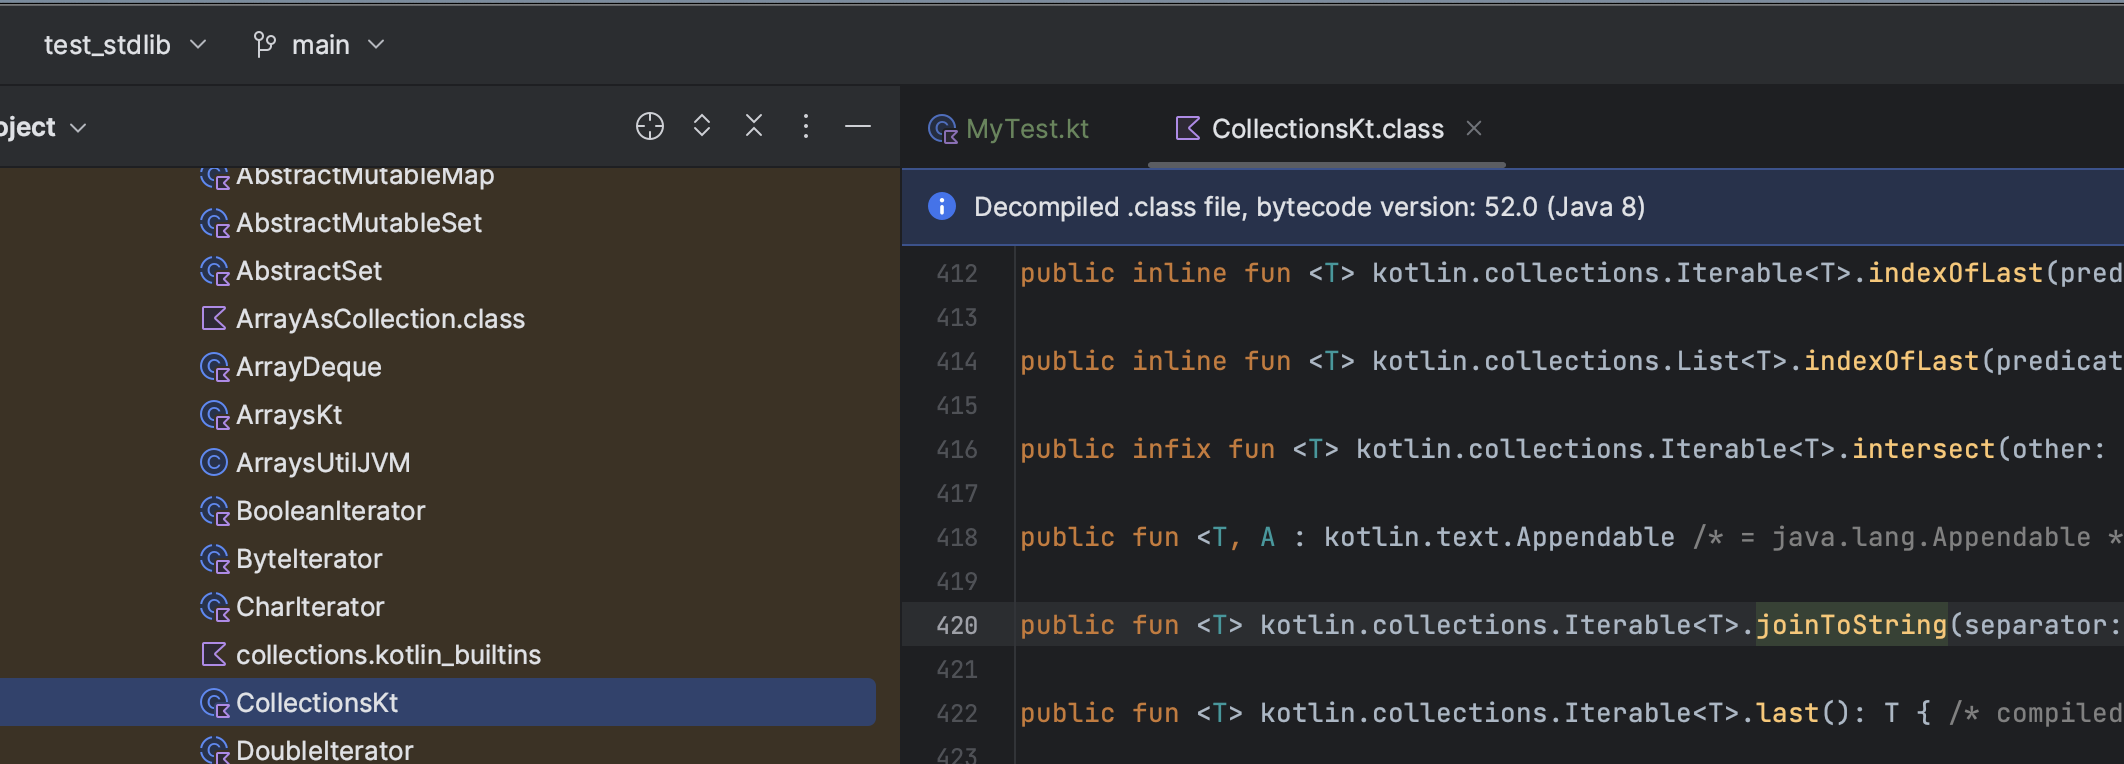 test_stdlib main
oject
MyTest.kt CollectionsKt.class
AbstractMutableMap
AbstractMutableSet
AbstractSet
ArrayAsCollection.class
ArrayDeque
ArraysKt
ArraysUtilJVM
BooleanIterator
ByteIterator
CharIterator
collections.kotlin_builtins
CollectionsKt
DoubleIterator
Decompiled .class file, bytecode version: 52.0 (Java 8)
412 public inline fun <T> kotlin.collections.Iterable<T>.indexOfLast(pred
413
414 public inline fun <T> kotlin.collections.List<T>.indexOfLast(predicat
415
416 public infix fun <T> kotlin.collections.Iterable<T>.intersect(other:
417
418 public fun <T, A : kotlin.text.Appendable /* = java.lang.Appendable *
419
420 public fun <T> kotlin.collections.Iterable<T>.joinToString(separator:
421
422 public fun <T> kotlin.collections.Iterable<T>.last(): T { /* compiled
423